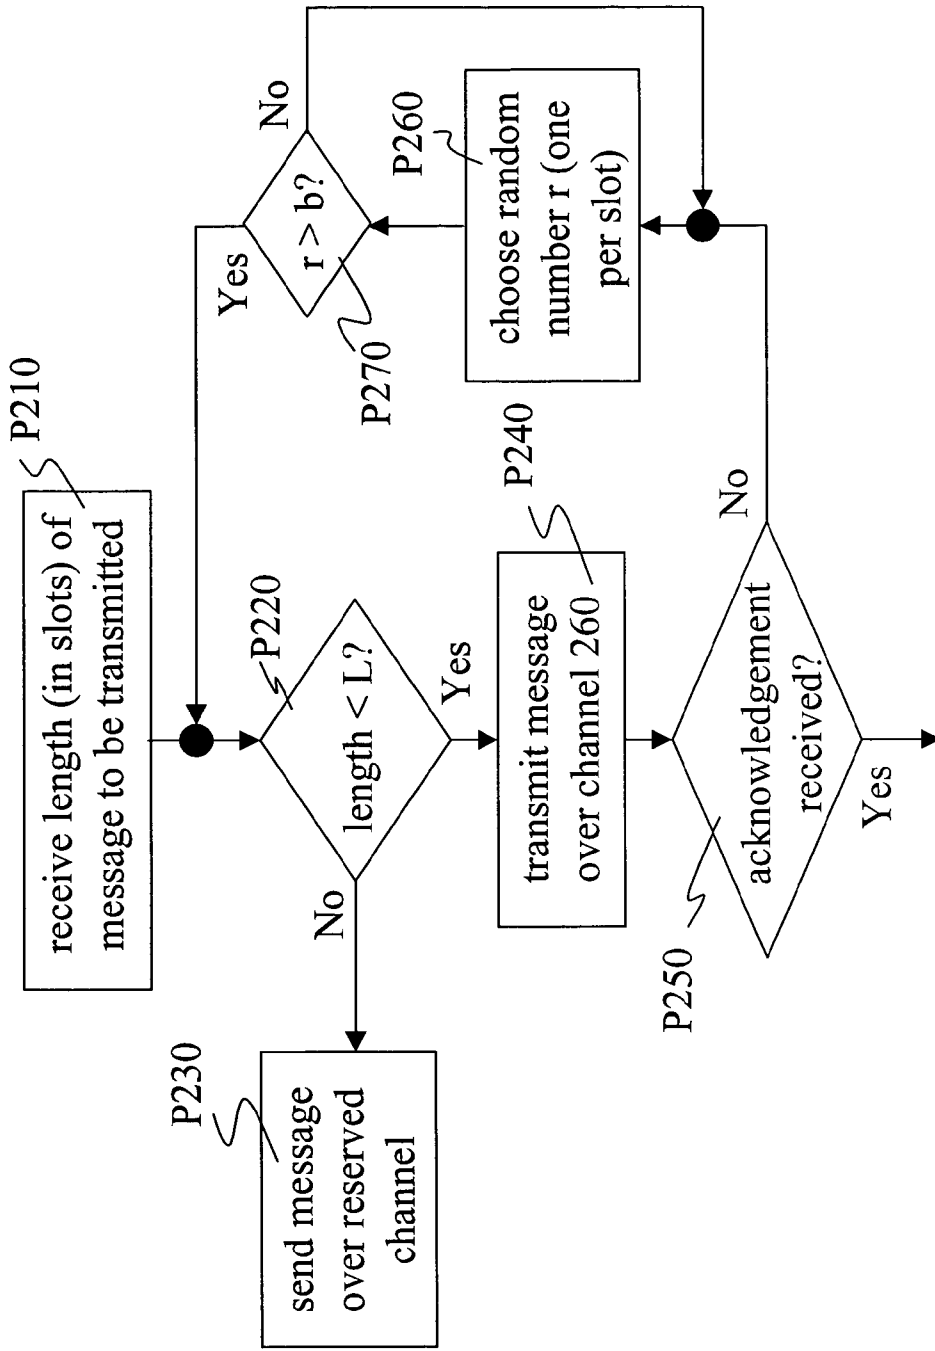 P210
receive length (in slots) of
message to be transmitted
P220
length < L?
No
Yes
P230
send message
over reserved
channel
P240
transmit message
over channel 260
P250
acknowledgement
received?
Yes
No
P260
choose random
number r (one
per slot)
P270
r > b?
Yes
No